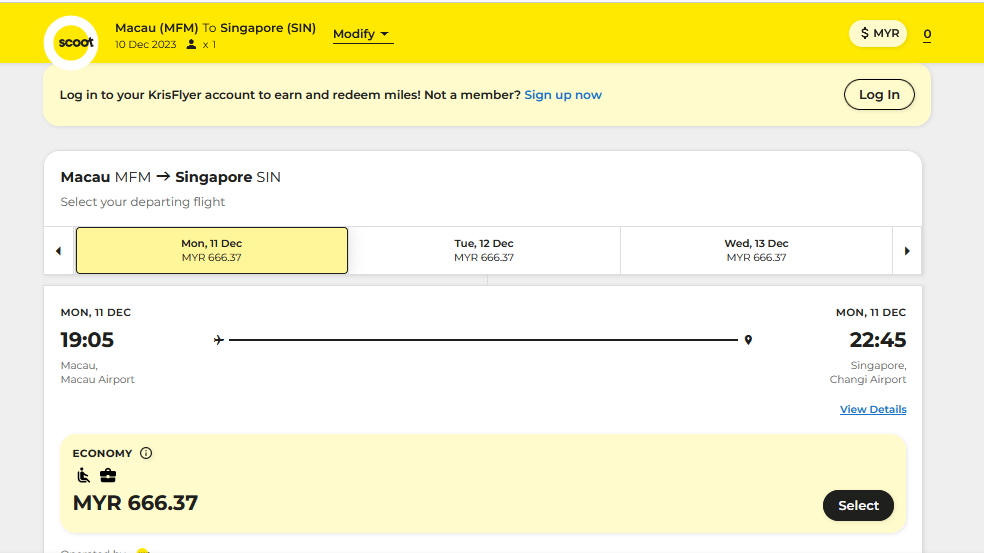 scoot
Macau (MFM) To Singapore (SIN)
10 Dec 2023 x 1
Modify
$ MYR
0
Log in to your KrisFlyer account to earn and redeem miles! Not a member? Sign up now
Log In
Macau MFM → Singapore SIN
Select your departing flight
Mon, 11 Dec
MYR 666.37
Tue, 12 Dec
MYR 666.37
Wed, 13 Dec
MYR 666.37
MON, 11 DEC
19:05
Macau,
Macau Airport
MON, 11 DEC
22:45
Singapore,
Changi Airport
View Details
ECONOMY
MYR 666.37
Select
Operated by